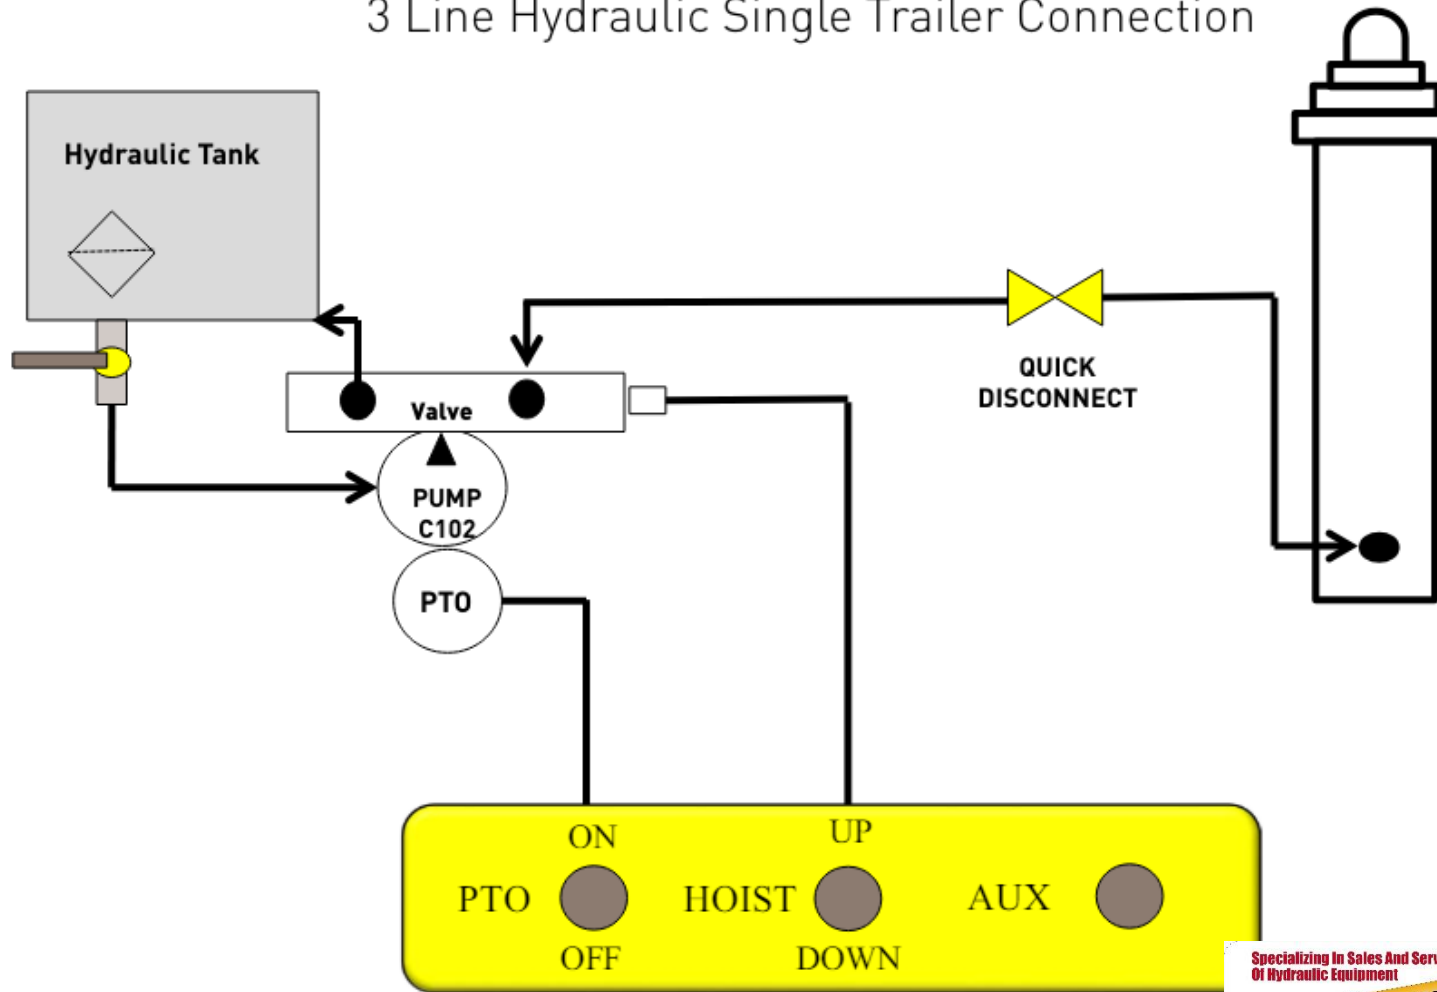 3 Line Hydraulic Single Trailer Connection
Hydraulic Tank
QUICK
DISCONNECT
Valve
PUMP
C102
PTO
ON
UP
PTO
HOIST
AUX
OFF
DOWN
Specializing In Sales And Serv
Of Hydraulic Equipment